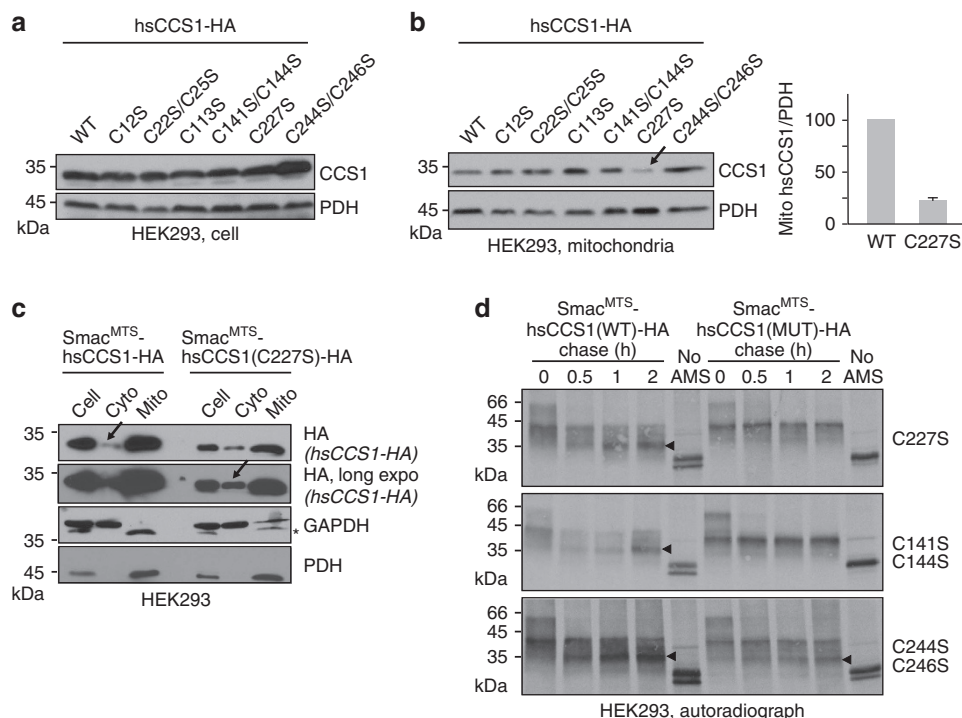 a
hsCCS1-HA
WT
C12S
C22S/C25S
C113S
C141S/C144S
C227S
C244S/C246S
35
CCS1
45
PDH
kDa
HEK293, cell
b
hsCCS1-HA
WT
C12S
C22S/C25S
C113S
C141S/C144S
C227S
C244S/C246S
35
CCS1
45
PDH
kDa
HEK293, mitochondria
Mito hsCCS1/PDH
100
50
25
0
WT C227S
c
Smac^MTS-
hsCCS1-HA
Smac^MTS-
hsCCS1(C227S)-HA
Cell Cyto Mito Cell Cyto Mito
35
HA
(hsCCS1-HA)
35
HA, long expo
(hsCCS1-HA)
GAPDH
*
35
PDH
45
kDa
HEK293
d
Smac^MTS-
hsCCS1(WT)-HA
chase (h)
0 0.5 1 2
No
AMS
Smac^MTS-
hsCCS1(MUT)-HA
chase (h)
0 0.5 1 2
No
AMS
66
45
35
kDa
C227S
66
45
35
kDa
C141S
C144S
66
45
35
kDa
C244S
C246S
HEK293, autoradiograph